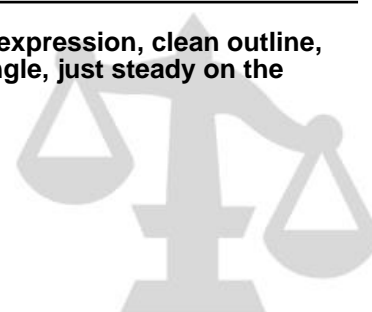 expression, clean outline,
ngle, just steady on the